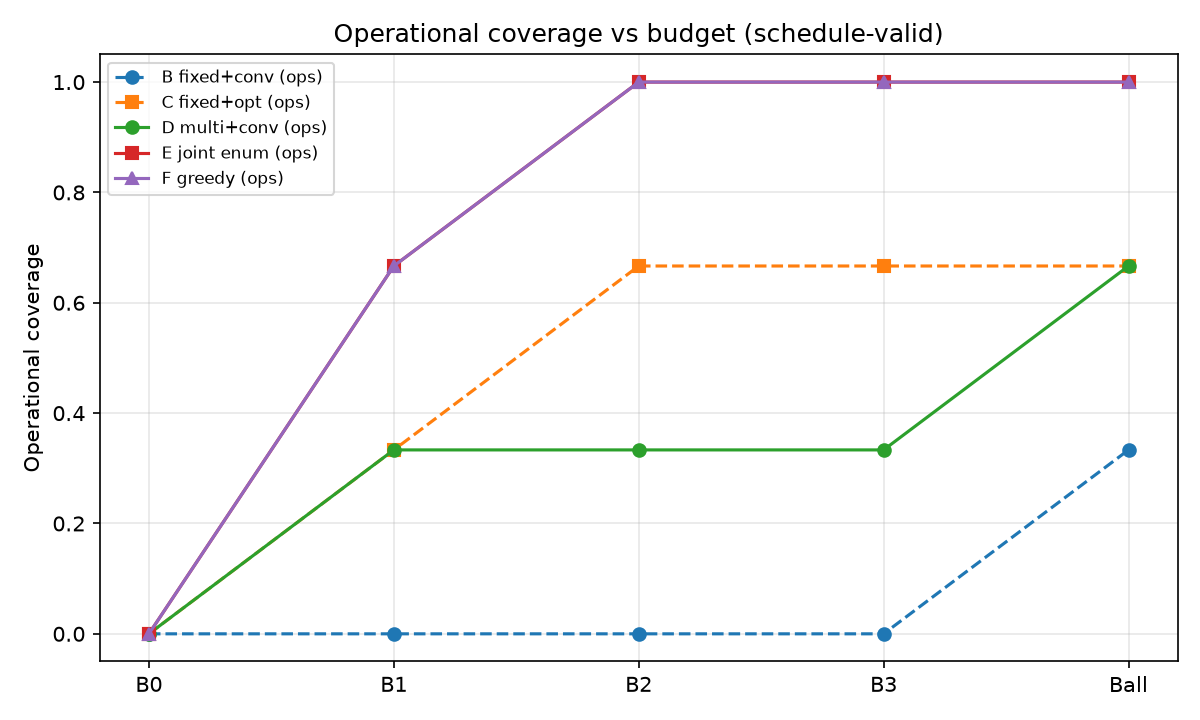 Operational coverage vs budget (schedule-valid)
B fixed+conv (ops)
C fixed+opt (ops)
D multi+conv (ops)
E joint enum (ops)
F greedy (ops)
Operational coverage
1.0
0.8
0.6
0.4
0.2
0.0
B0 B1 B2 B3 Ball